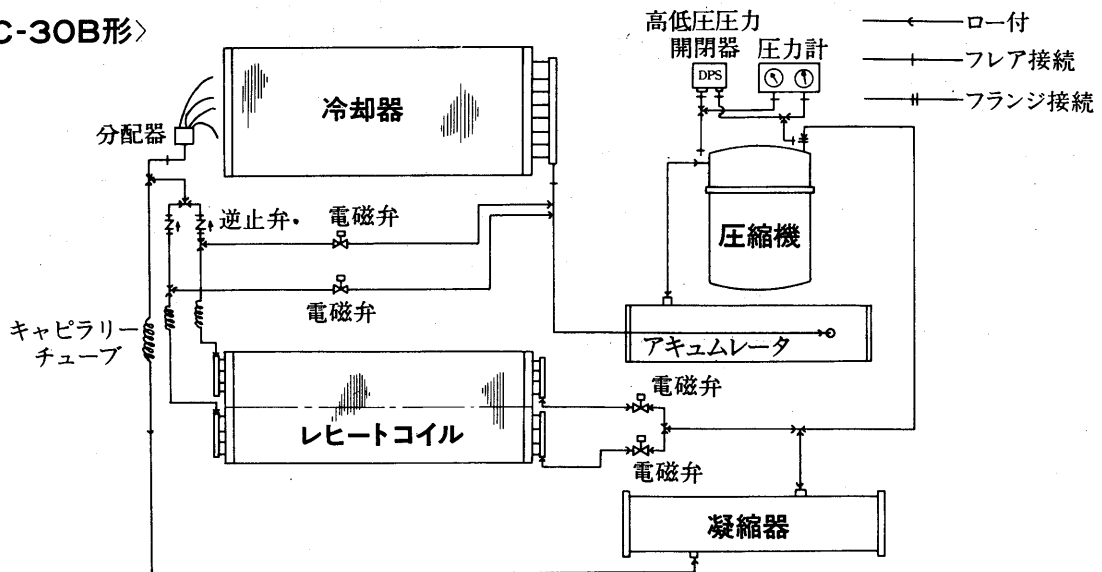 C-30B形〉
高低圧圧力
開閉器
圧力計
DPS
ロー付
フレア接続
フランジ接続
冷却器
分配器
逆止弁
電磁弁
電磁弁
圧縮機
キャピラリー
チューブ
アキュムレータ
レヒートコイル
電磁弁
電磁弁
凝縮器